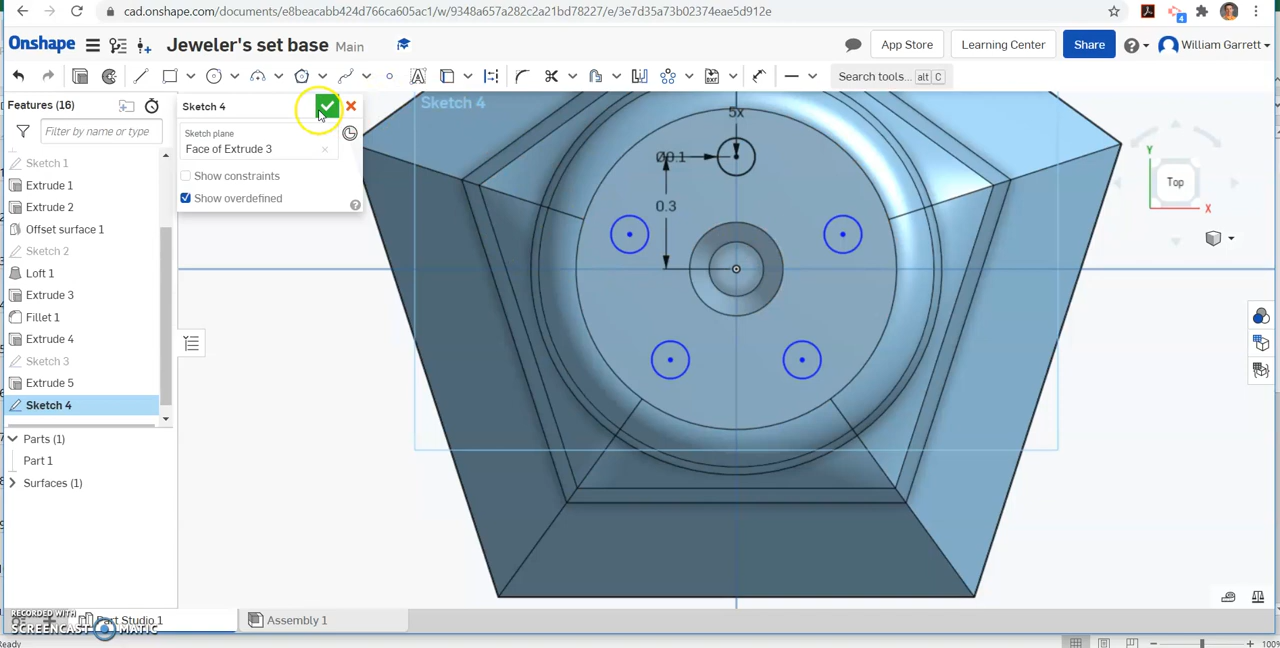 cad.onshape.com/documents/e8beacabb424d766ca605ac1/w/9348a657a282c2a21bd78227/e/3e7d35a73b02374eae5d912e
4
Onshape
Jeweler's set base Main
App Store
Learning Center
Share
William Garrett
Search tools... alt C
Features (16)
Filter by name or type
Sketch 1
Extrude 1
Extrude 2
Offset surface 1
Sketch 2
Loft 1
Extrude 3
Fillet 1
Extrude 4
Sketch 3
Extrude 5
Sketch 4
Parts (1)
Part 1
Surfaces (1)
Sketch 4
Sketch plane
Face of Extrude 3
Show constraints
Show overdefined
Sketch 4
5x
Ø0.1
0.3
Y
Top
X
RECORDED WITH
SCREENCAST MATIC
Part Studio 1
Assembly 1
Ready
100%